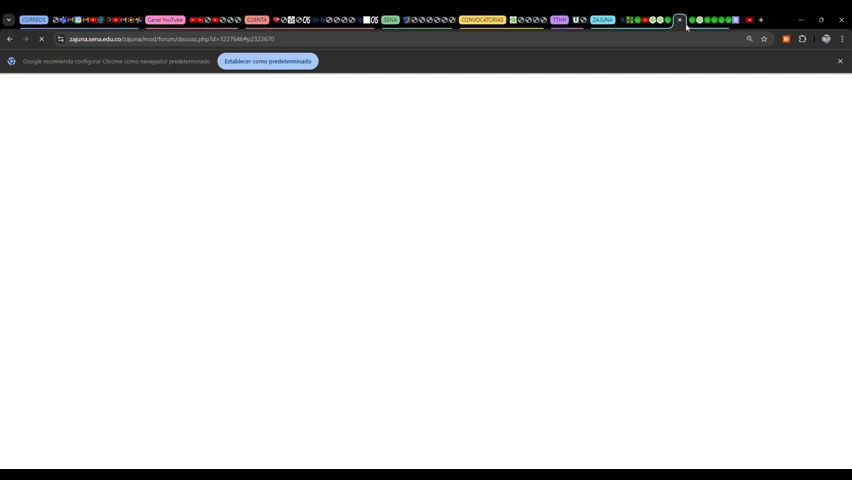 CORREOS Canal YouTube CUENTA SENA CONVOCATORIAS TTHH ZAJUNA
zajuna.sena.edu.co/zajuna/mod/forum/discuss.php?d=1227646#p2322670
Google recomienda configurar Chrome como navegador predeterminado Establecer como predeterminado